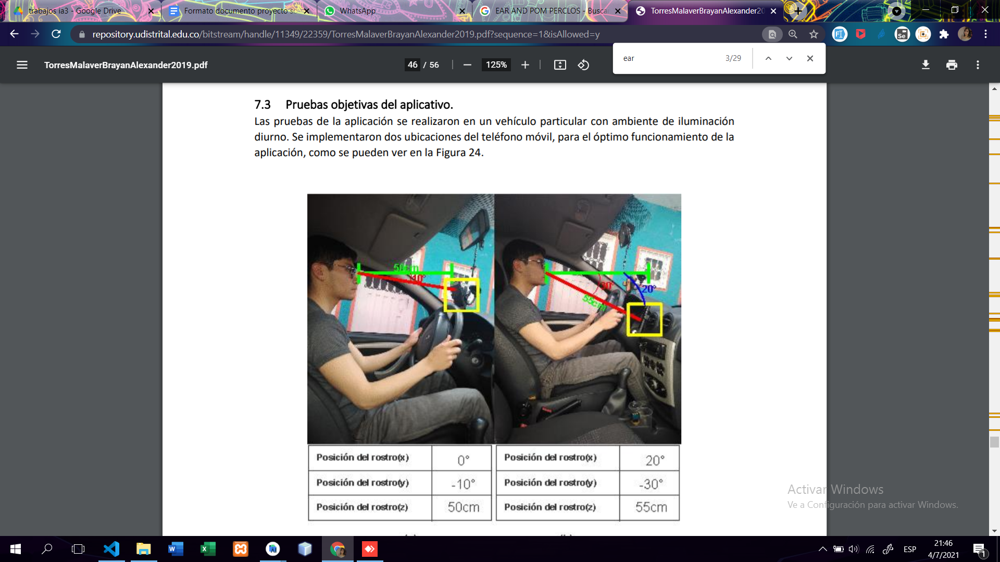 trabajos ia3 - Google Drive
Formato documento proyecto se
WhatsApp
EAR AND POM PERCLOS - Buscar
TorresMalaverBrayanAlexander20
repository.udistrital.edu.co/bitstream/handle/11349/22359/TorresMalaverBrayanAlexander2019.pdf?sequence=1&isAllowed=y
ear 3/29
TorresMalaverBrayanAlexander2019.pdf
46 / 56
125%
7.3 Pruebas objetivas del aplicativo.
Las pruebas de la aplicación se realizaron en un vehículo particular con ambiente de iluminación
diurno. Se implementaron dos ubicaciones del teléfono móvil, para el óptimo funcionamiento de la
aplicación, como se pueden ver en la Figura 24.
50cm
10°
30°
20°
55cm
Posición del rostro(x) 0°
Posición del rostro(y) -10°
Posición del rostro(z) 50cm
Posición del rostro(x) 20°
Posición del rostro(y) -30°
Posición del rostro(z) 55cm
Activar Windows
Ve a Configuración para activar Windows.
ESP
21:46
4/7/2021
1